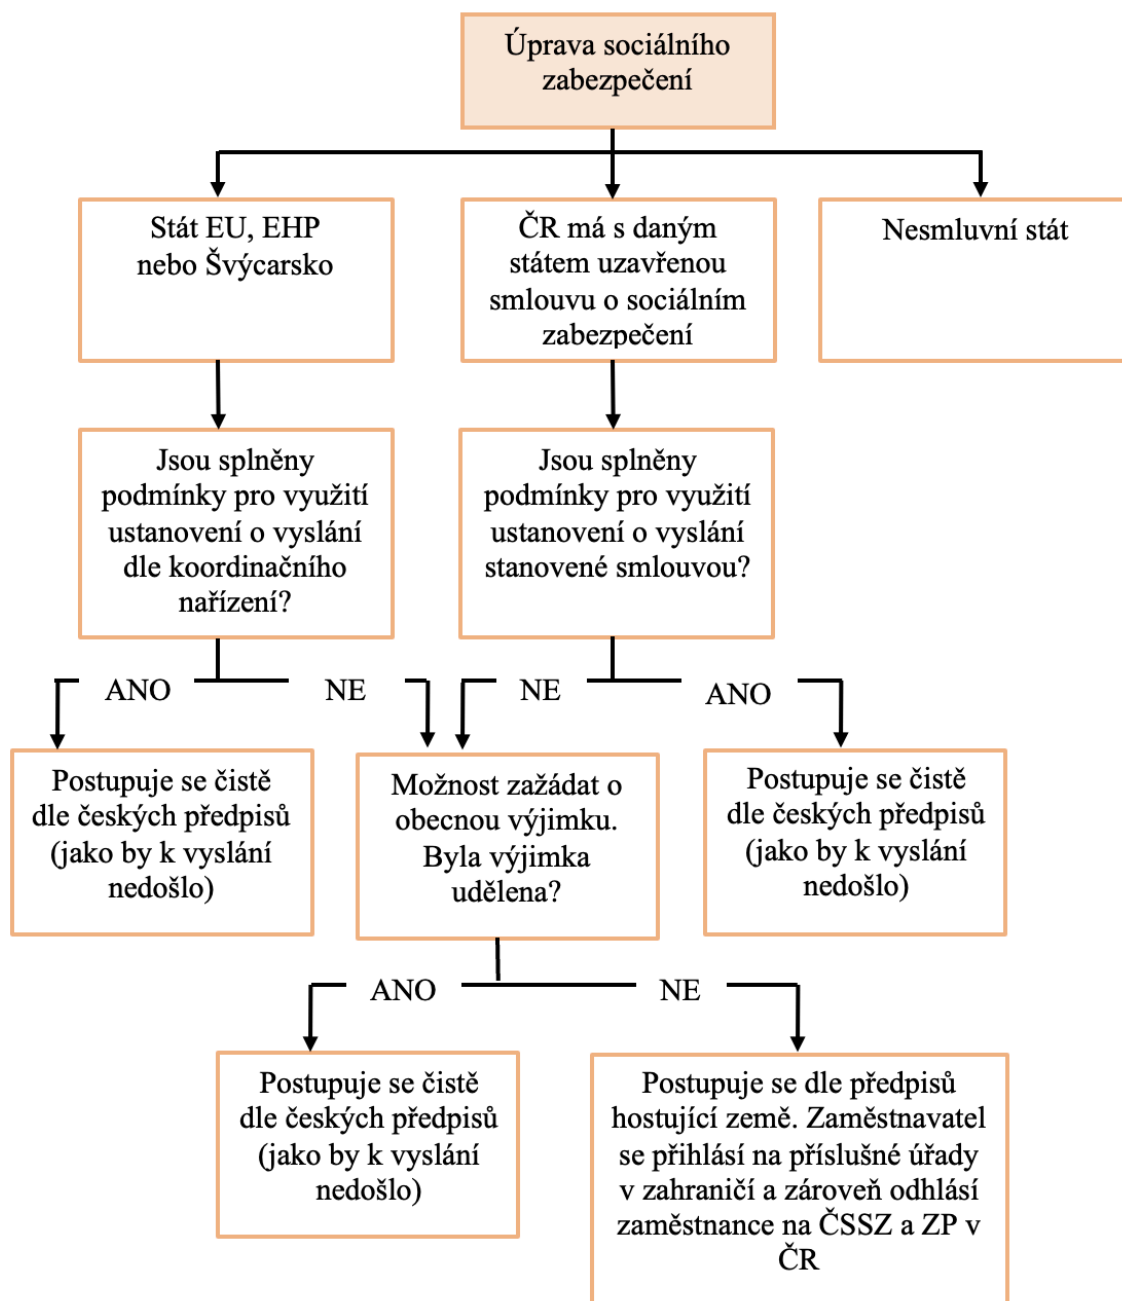 Úprava sociálního
zabezpečení
Stát EU, EHP
nebo Švýcarsko
ČR má s daným
státem uzavřenou
smlouvu o sociálním
zabezpečení
Nesmluvní stát
Jsou splněny
podmínky pro využití
ustanovení o vyslání
dle koordinačního
nařízení?
Jsou splněny
podmínky pro využití
ustanovení o vyslání
stanovené smlouvou?
ANO
NE
NE
ANO
Postupuje se čistě
dle českých předpisů
(jako by k vyslání
nedošlo)
Možnost zažádat o
obecnou výjimku.
Byla výjimka
udělena?
Postupuje se čistě
dle českých předpisů
(jako by k vyslání
nedošlo)
ANO
NE
Postupuje se čistě
dle českých předpisů
(jako by k vyslání
nedošlo)
Postupuje se dle předpisů
hostující země. Zaměstnavatel
se přihlásí na příslušné úřady
v zahraničí a zároveň odhlásí
zaměstnance na ČSSZ a ZP v
ČR